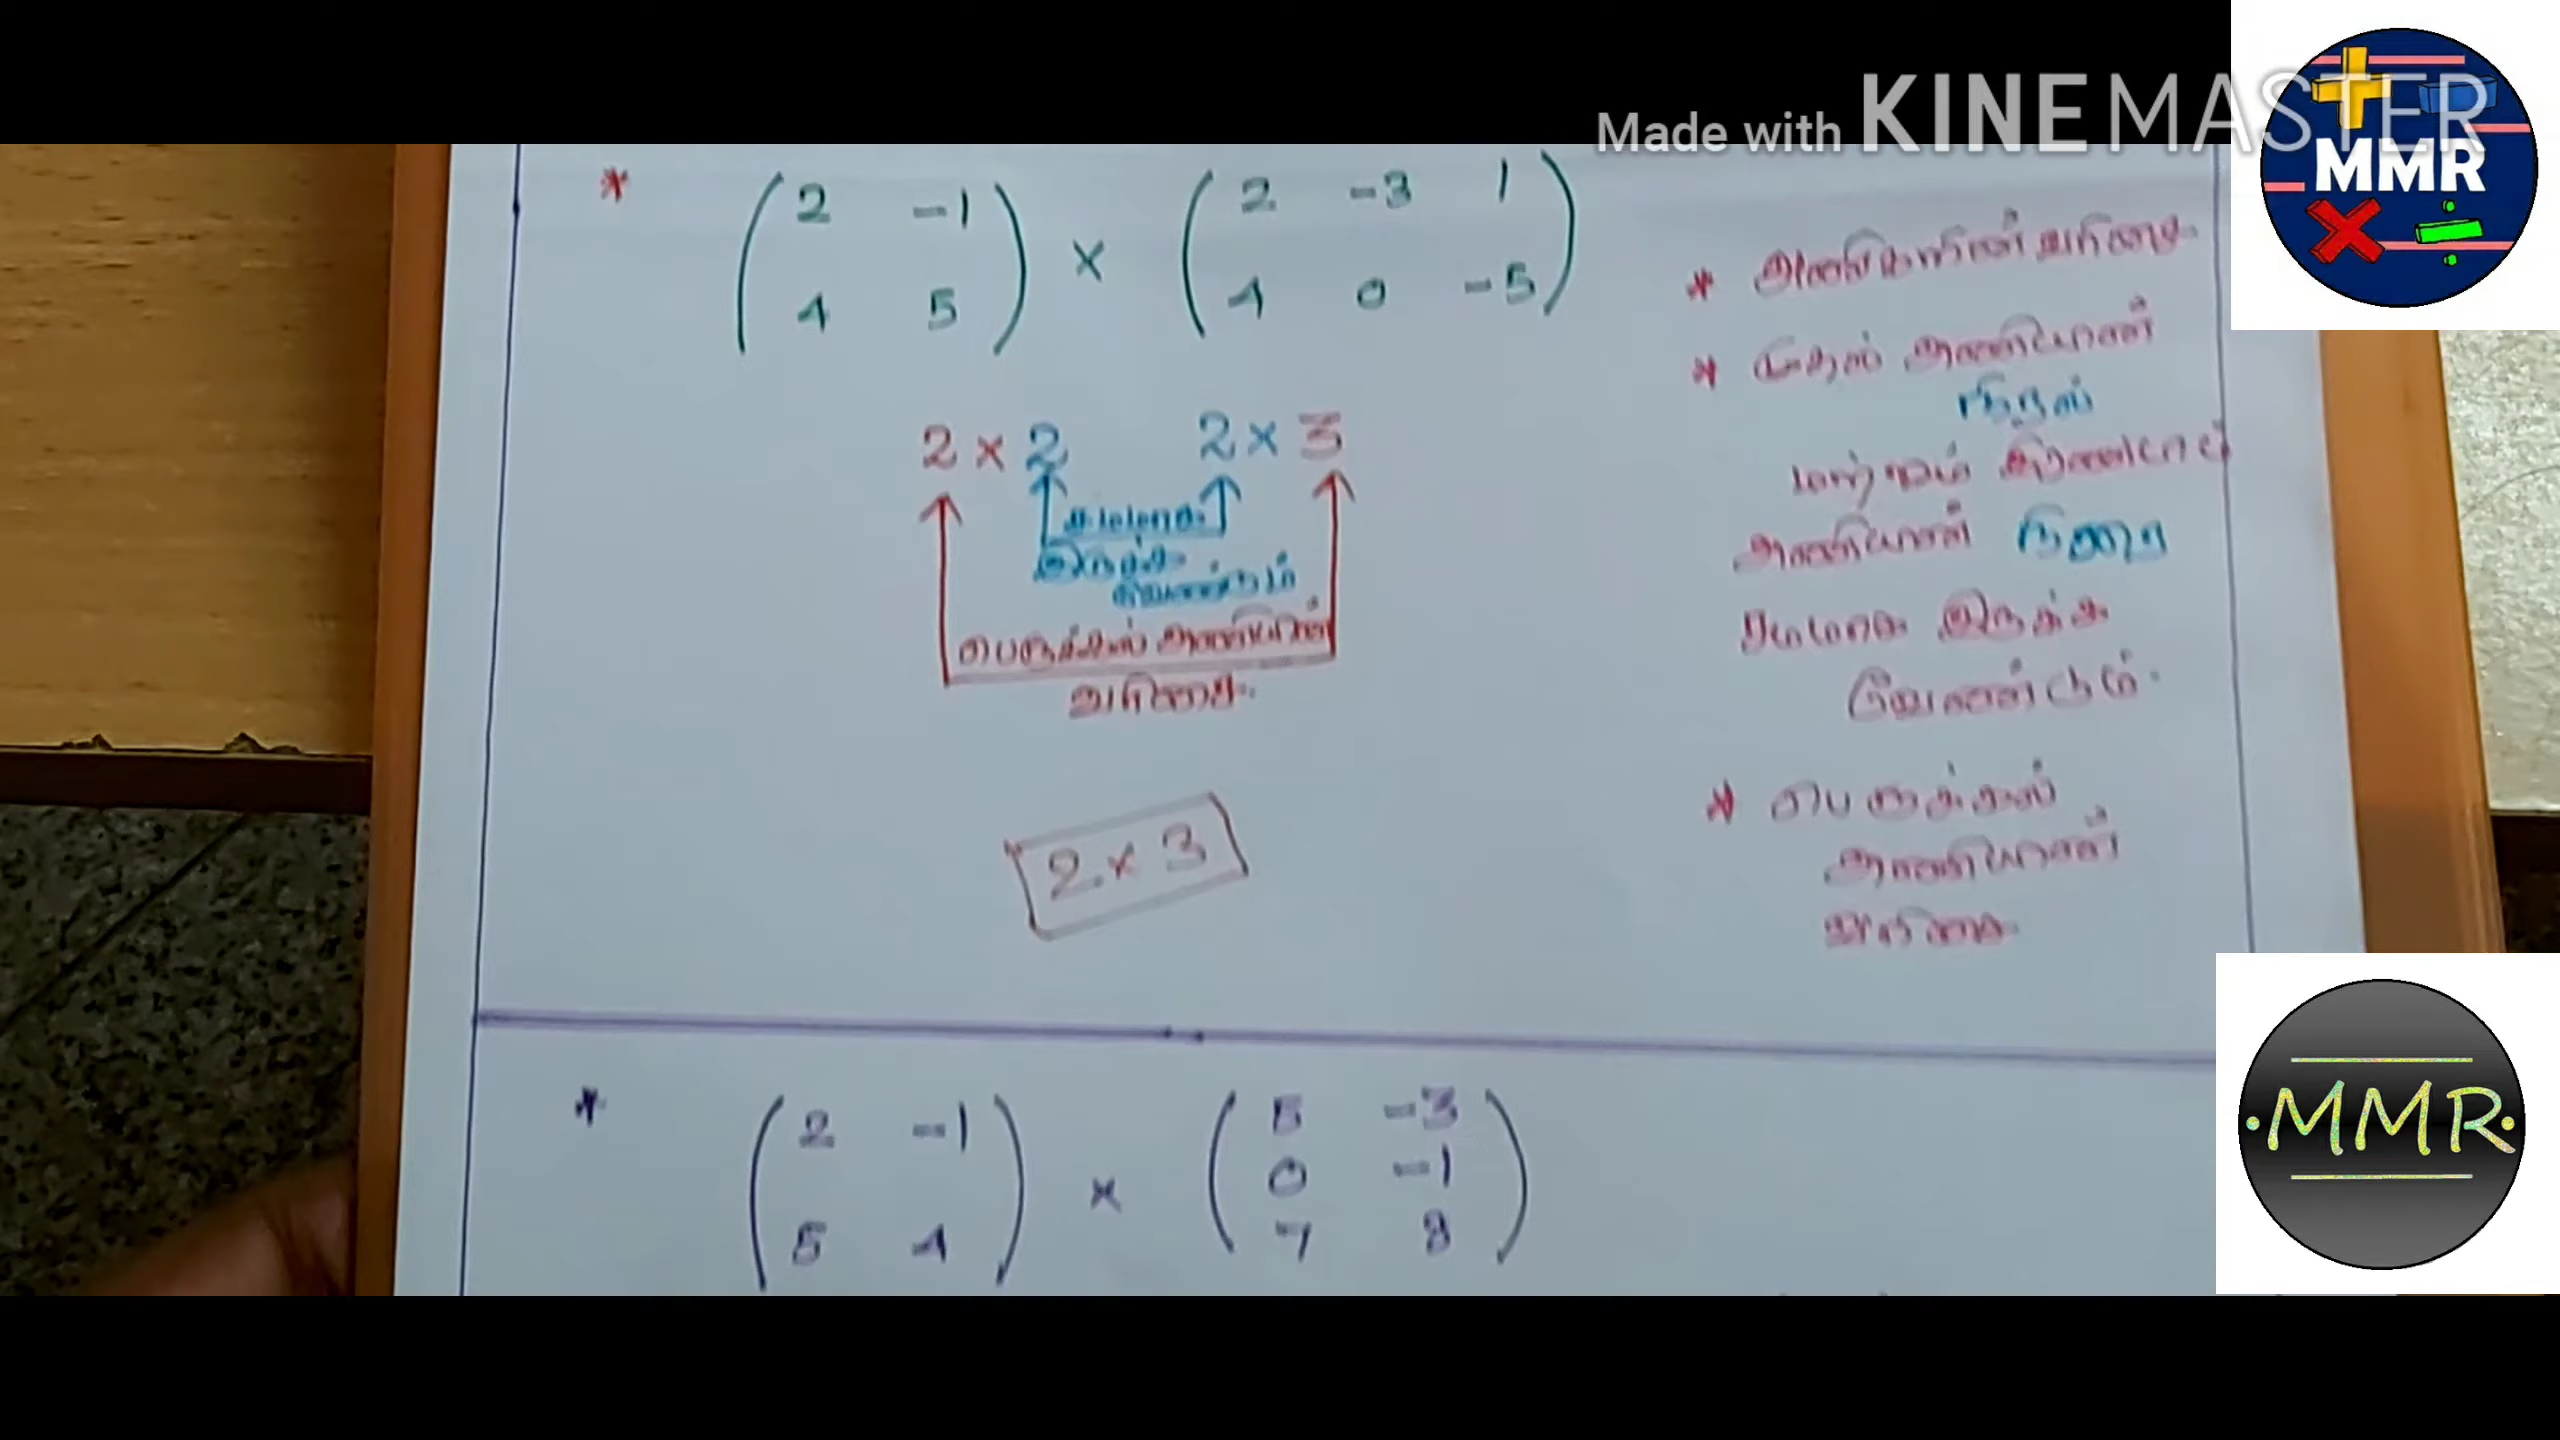 Made with KINEMASTER
MMR
* ( 2 -1 ) × ( 2 -3 1 )
( 4 5 ) ( 4 0 -5 )
2 × 2 2 × 3
சமமாக
இருக்க
வேண்டும்
பெருக்கல் அணியின்
வரிசை.
2 × 3
* அணிகளின் வரிசை
* முதல் அணியின்
நிரல்
மற்றும் இரண்டாம்
அணியின் நிரை
சமமாக இருக்க
வேண்டும்.
* பெருக்கல்
அணியின்
வரிசை
* ( 2 -1 ) × ( 5 -3 )
( 0 -1 )
( 5 4 ) ( 7 8 )
MMR